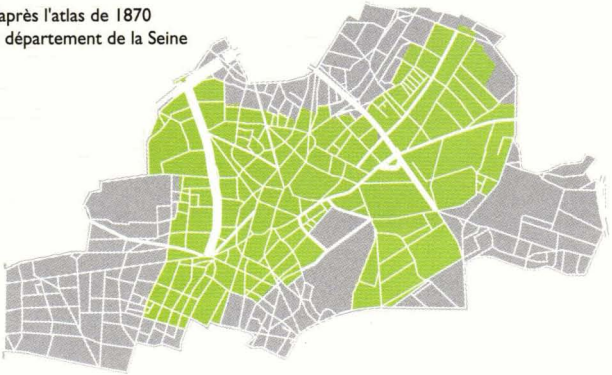 après l'atlas de 1870
département de la Seine